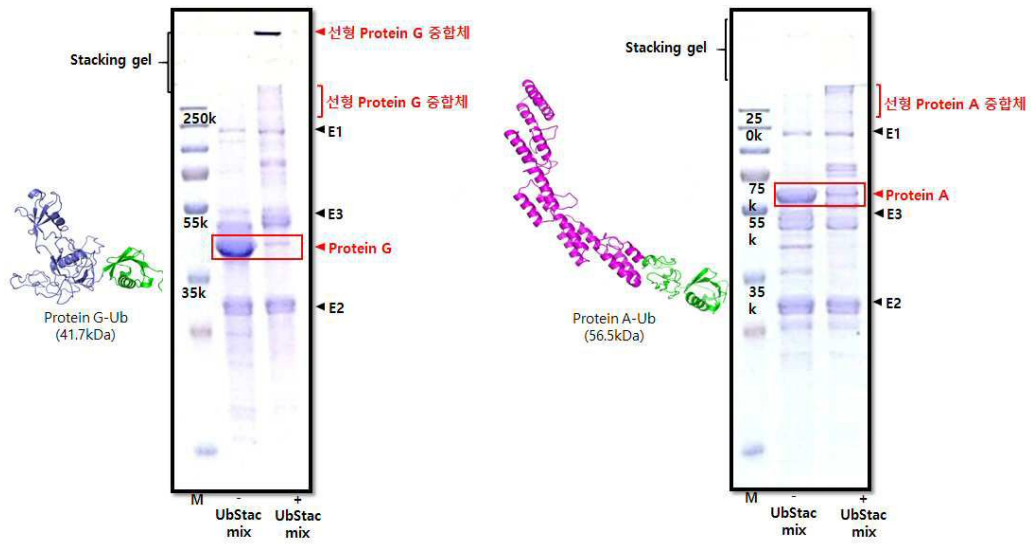 Stacking gel
선형 Protein G 중합체
선형 Protein G 중합체
250k
E1
55k
E3
Protein G
35k
E2
Protein G-Ub
(41.7kDa)
M
-
+
UbStac UbStac
mix mix
Stacking gel
선형 Protein A 중합체
25
0k
E1
75
k
Protein A
55
k
E3
35
k
E2
Protein A-Ub
(56.5kDa)
M
-
+
UbStac UbStac
mix mix